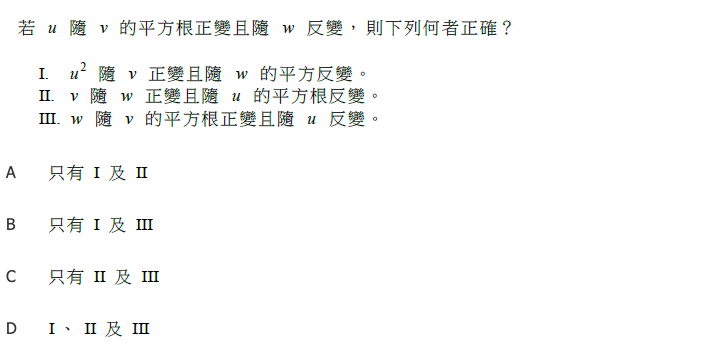 若 u 隨 v 的平方根正變且隨 w 反變，則下列何者正確？
I. u² 隨 v 正變且隨 w 的平方反變。
II. v 隨 w 正變且隨 u 的平方根反變。
III. w 隨 v 的平方根正變且隨 u 反變。
A 只有 I 及 II
B 只有 I 及 III
C 只有 II 及 III
D I、II 及 III